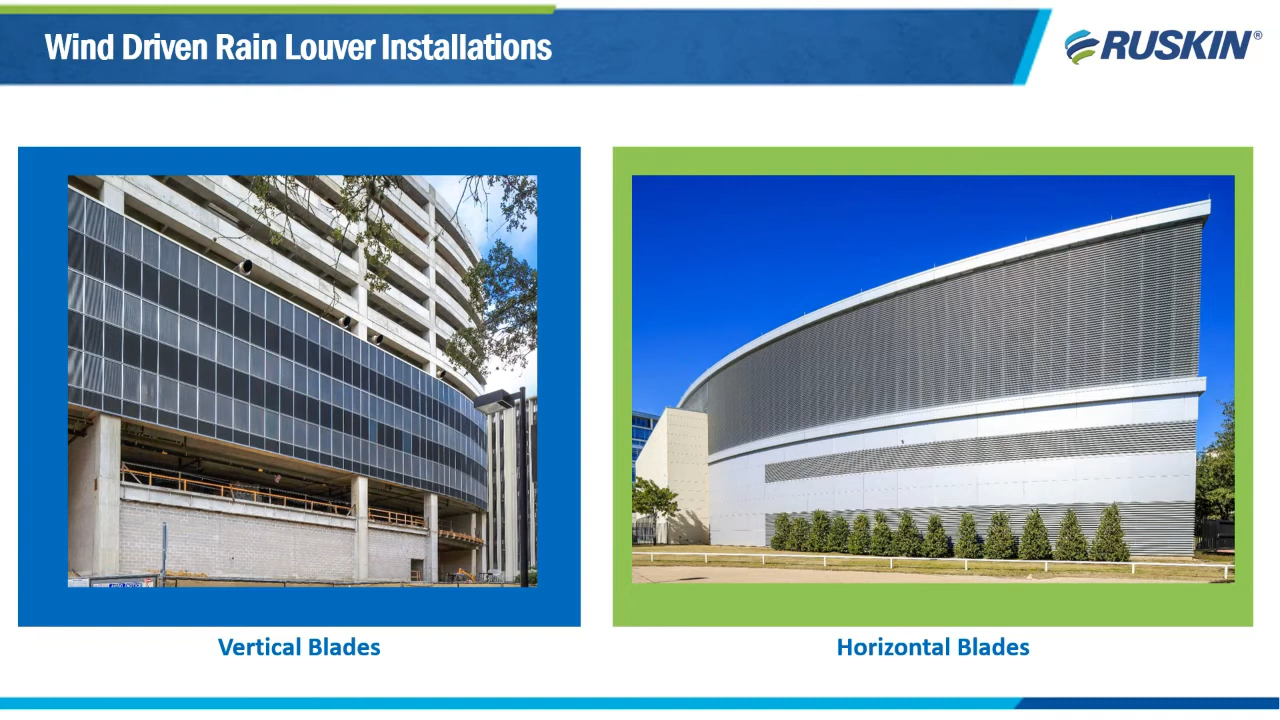 Wind Driven Rain Louver Installations
RUSKIN®
Vertical Blades
Horizontal Blades